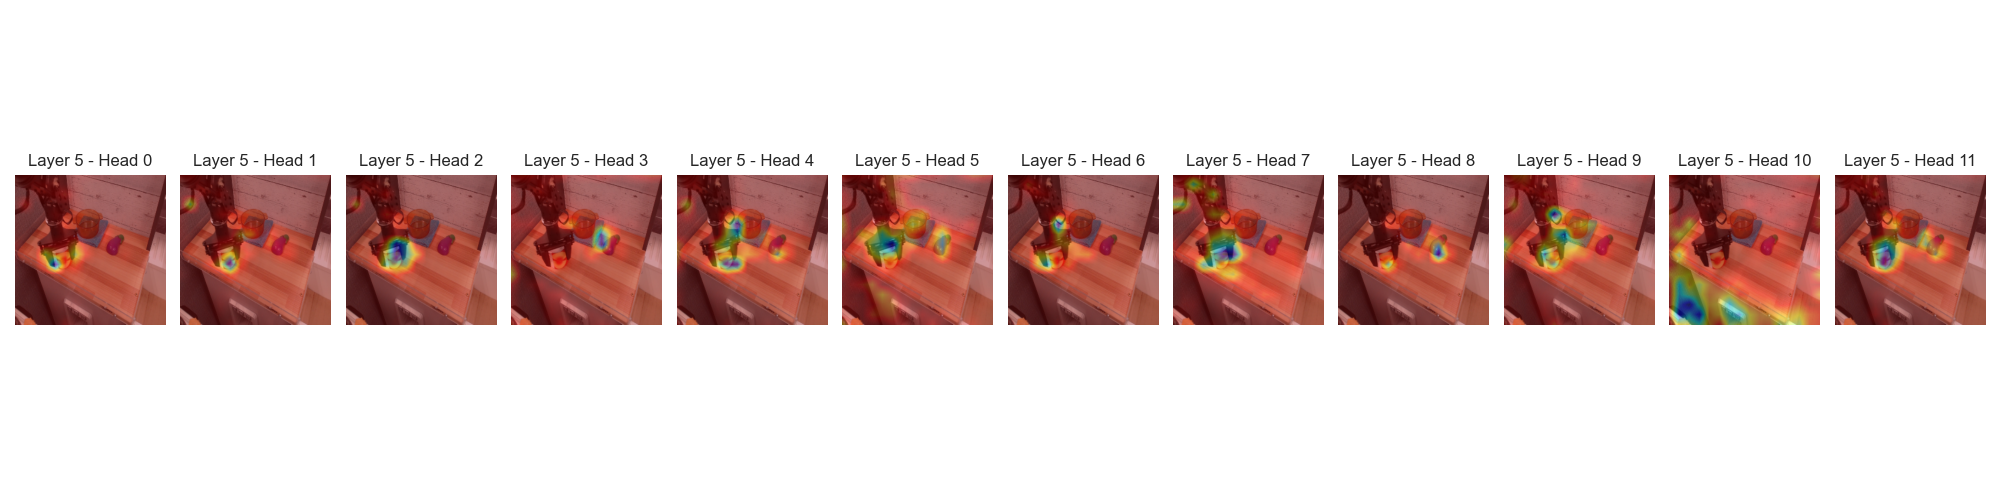 Layer 5 - Head 0
Layer 5 - Head 1
Layer 5 - Head 2
Layer 5 - Head 3
Layer 5 - Head 4
Layer 5 - Head 5
Layer 5 - Head 6
Layer 5 - Head 7
Layer 5 - Head 8
Layer 5 - Head 9
Layer 5 - Head 10
Layer 5 - Head 11